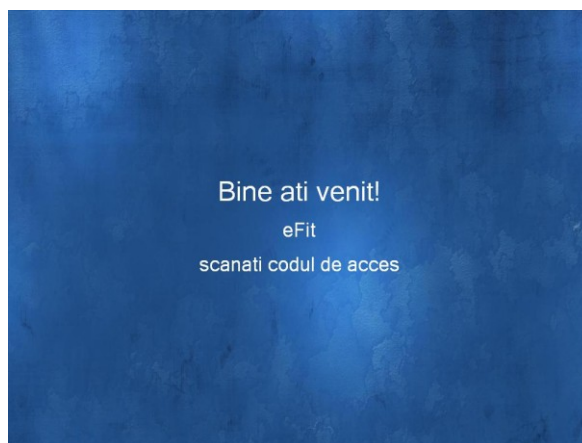 Bine ati venit!
eFit
scanati codul de acces